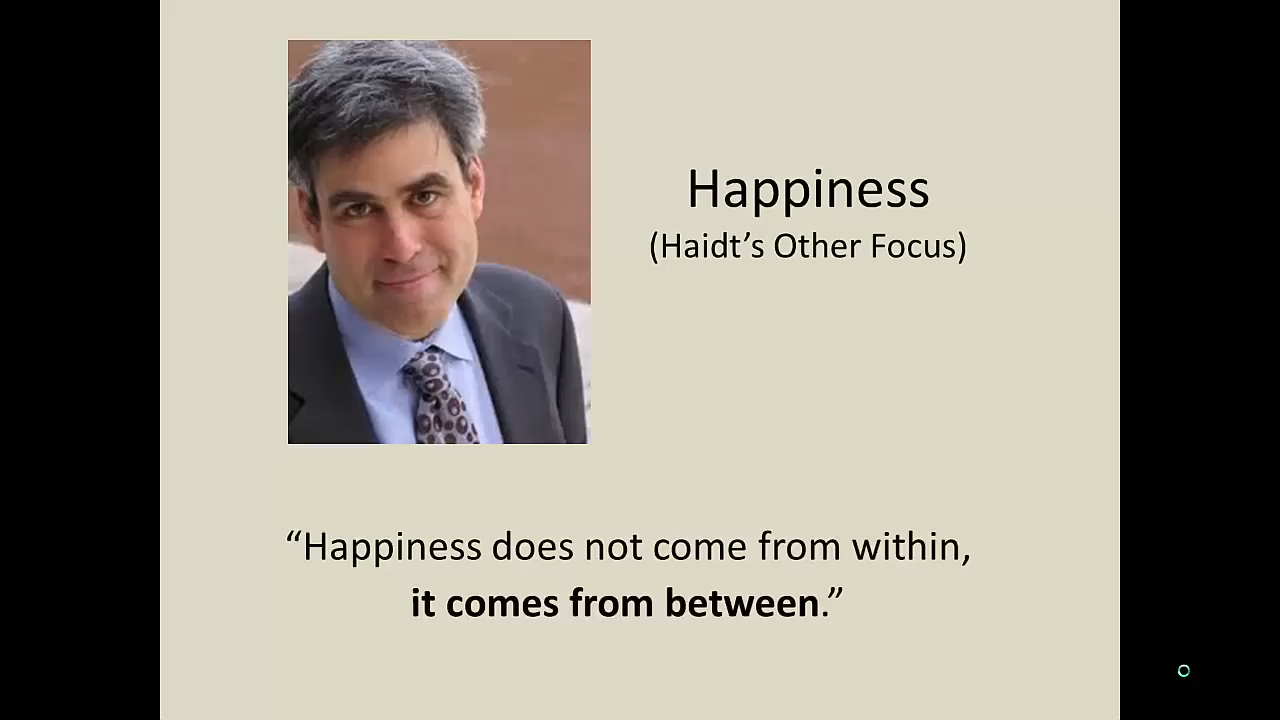 Happiness
(Haidt’s Other Focus)
“Happiness does not come from within,
it comes from between.”